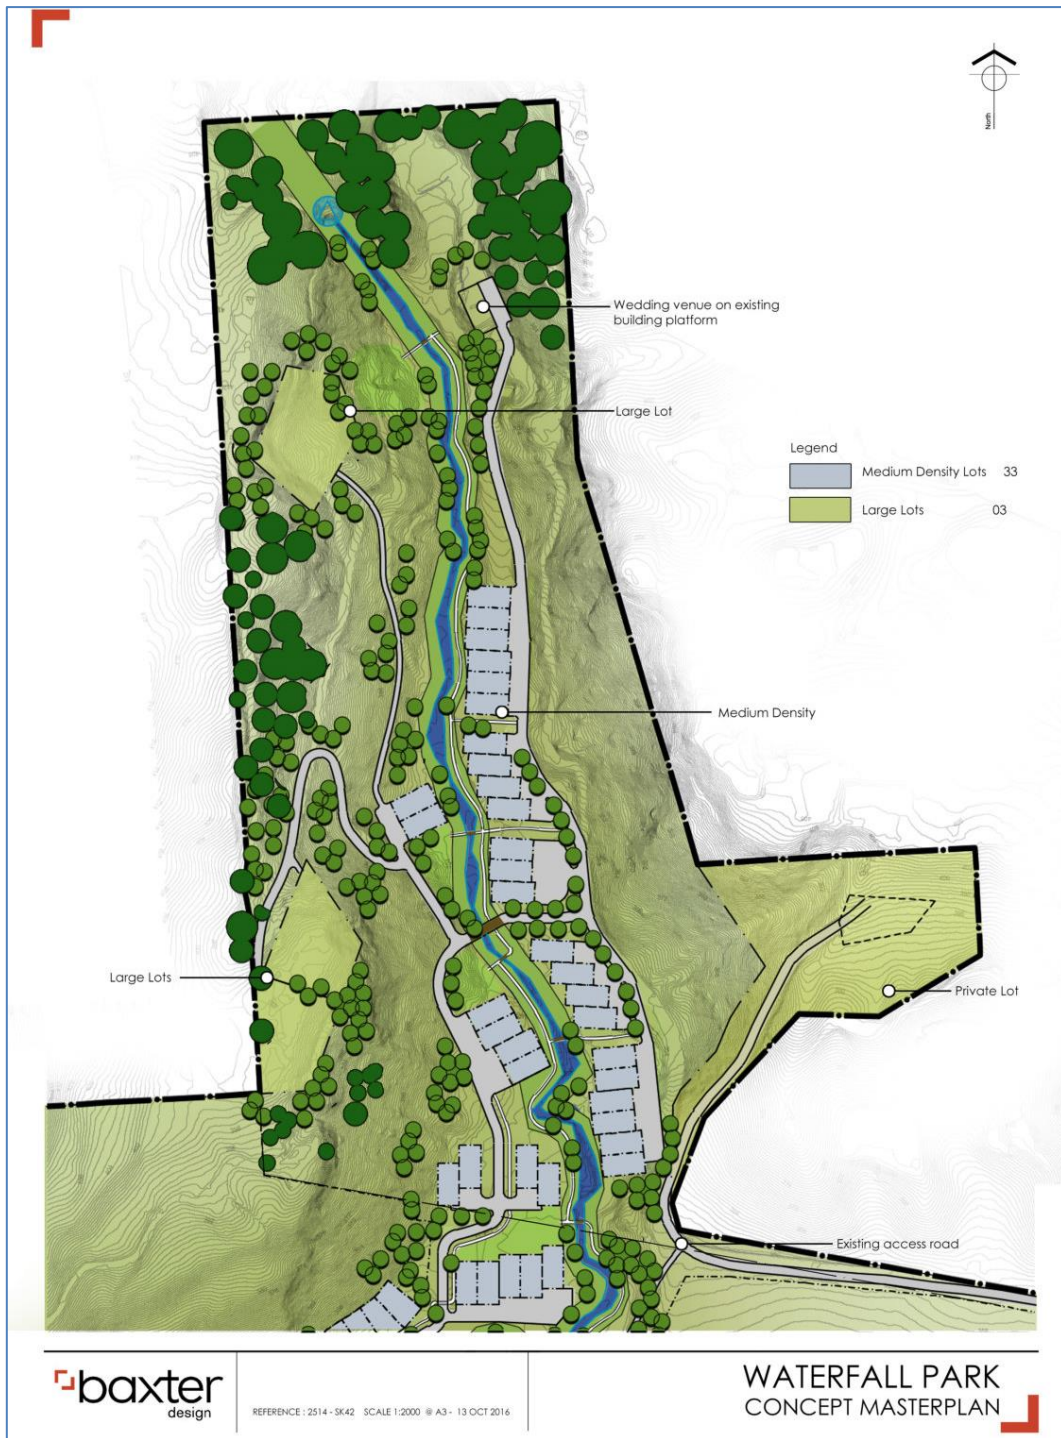 North
Wedding venue on existing
building platform
Large Lot
Legend
Medium Density Lots 33
Large Lots 03
Medium Density
Large Lots
Private Lot
Existing access road
baxter
design
REFERENCE : 2514 - SK42 SCALE 1:2000 @ A3 - 13 OCT 2016
WATERFALL PARK
CONCEPT MASTERPLAN